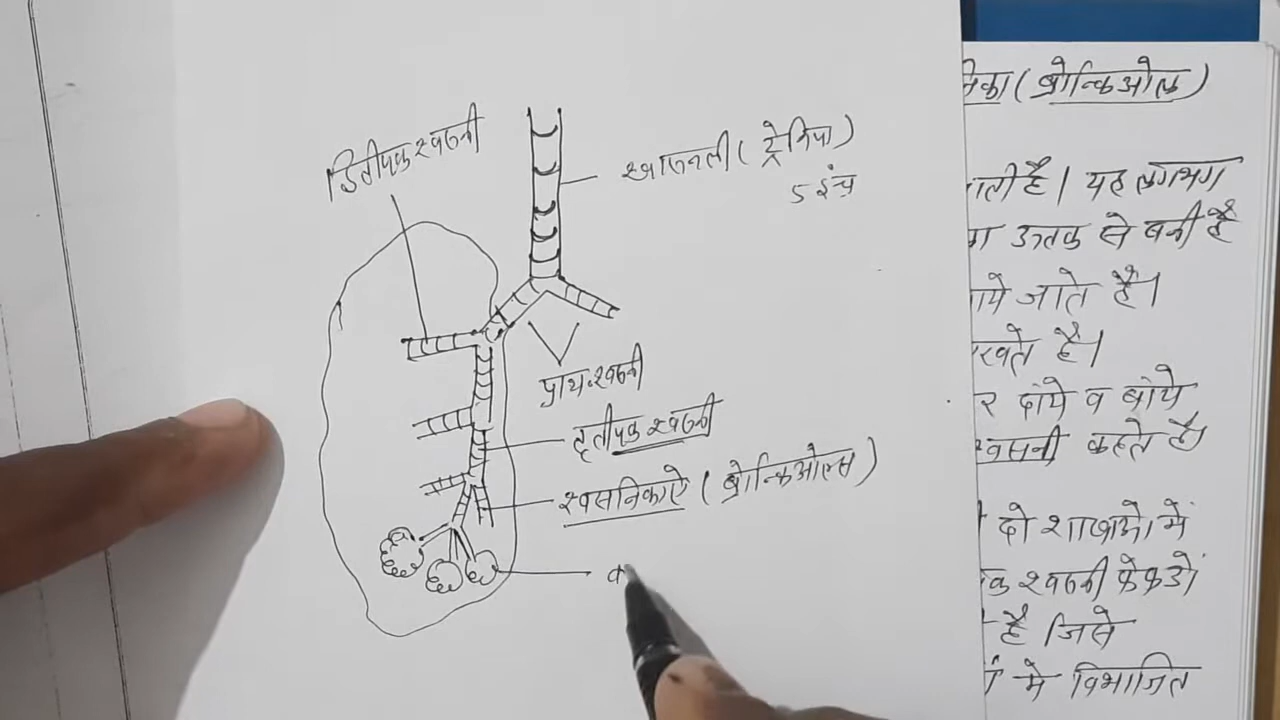 द्वितीयक श्वसनी
श्वासनली ( ट्रेकिया )
5 इंच
प्राथ. श्वसनी
तृतीयक श्वसनी
श्वसनिकाऐ ( ब्रोन्किओल्स )
व
निका ( ब्रोन्किओल )
है। यह लगभग
उतक से बनी है
जाते है।
रखते है।
दांये व बांये
श्वसनी कहते है।
दो शाखाओ में
श्वसनी फेफडों
है जिसे
मे विभाजित